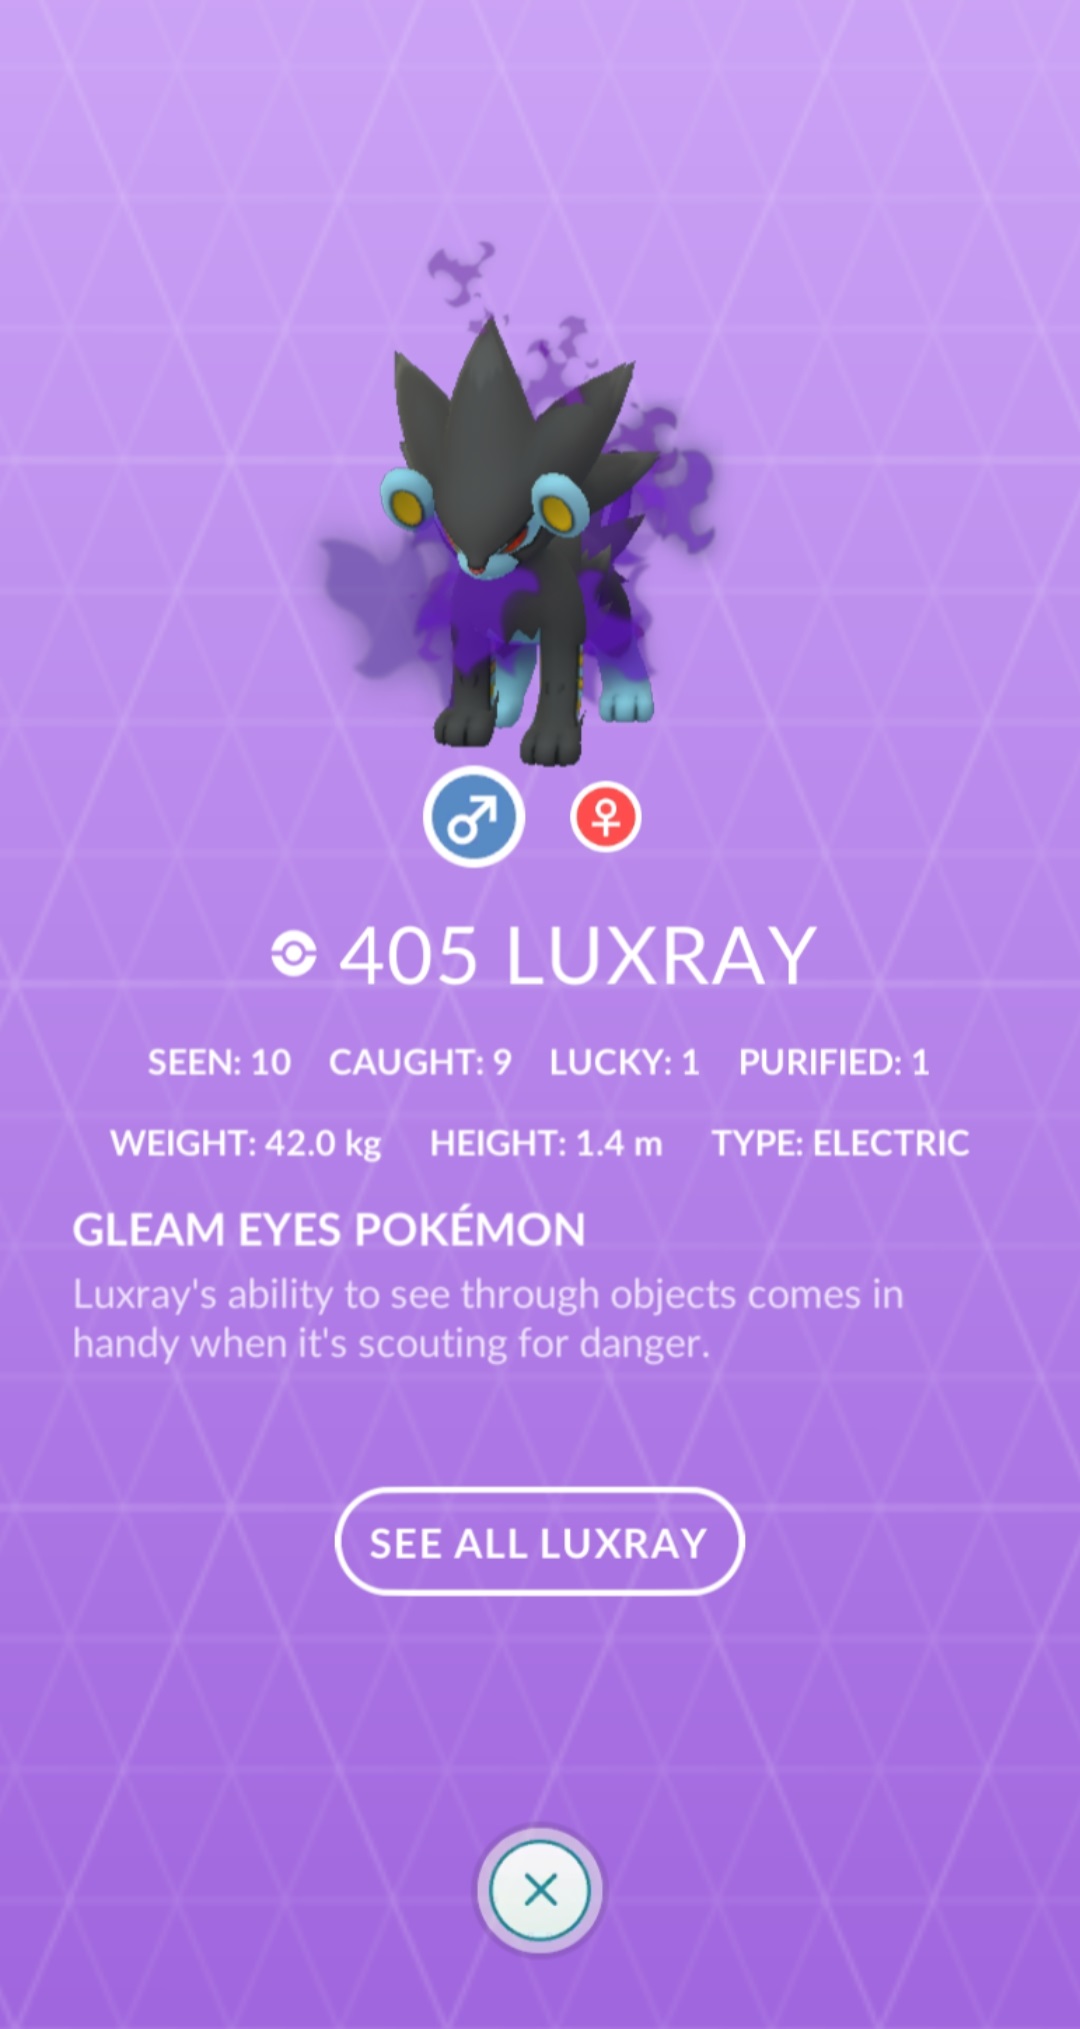 405 LUXRAY
SEEN: 10 CAUGHT: 9 LUCKY: 1 PURIFIED: 1
WEIGHT: 42.0 kg HEIGHT: 1.4 m TYPE: ELECTRIC
GLEAM EYES POKÉMON
Luxray's ability to see through objects comes in
handy when it's scouting for danger.
SEE ALL LUXRAY